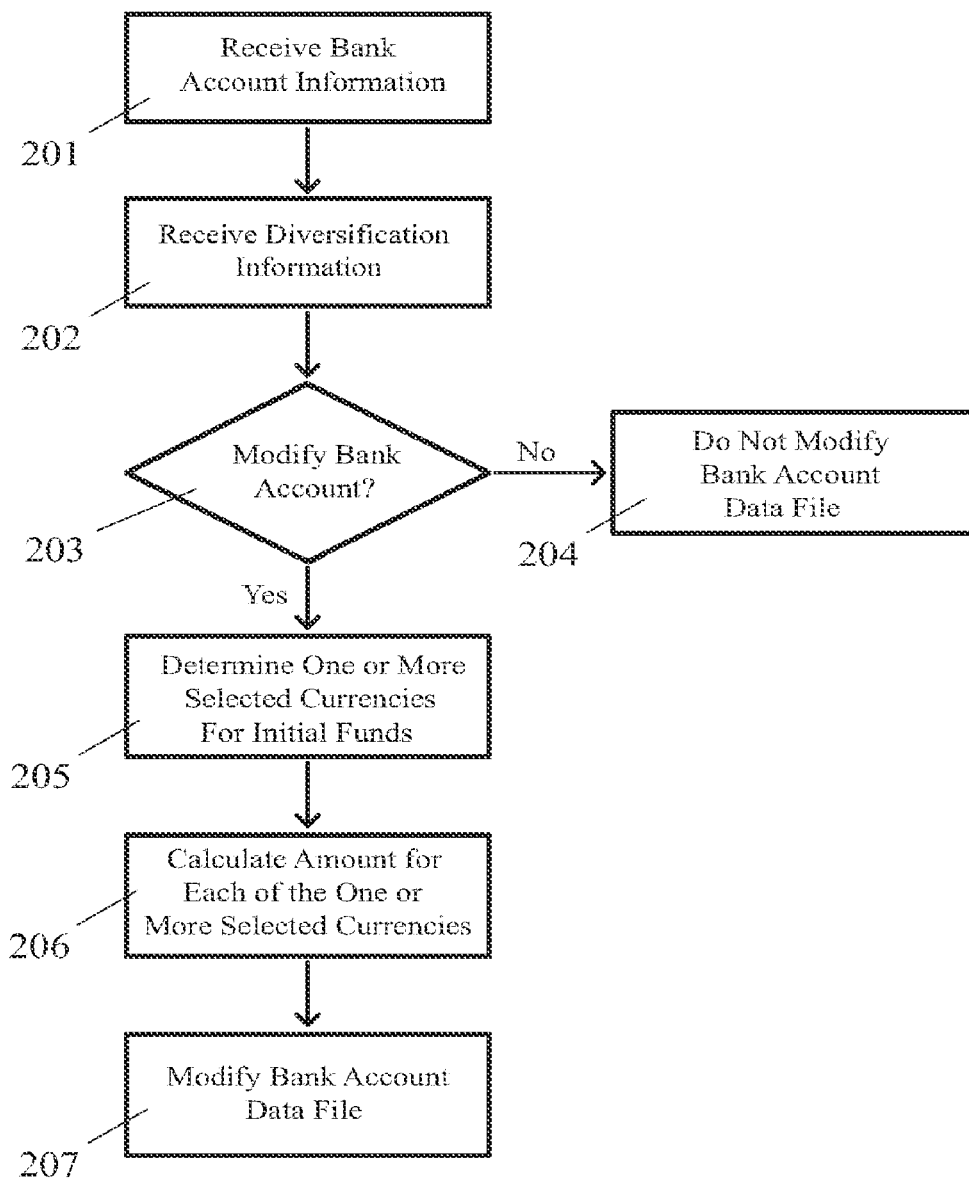 Receive Bank
Account Information
201
Receive Diversification
Information
202
Modify Bank
Account?
203
No
Do Not Modify
Bank Account
Data File
204
Yes
Determine One or More
Selected Currencies
For Initial Funds
205
Calculate Amount for
Each of the One or
More Selected Currencies
206
Modify Bank Account
Data File
207